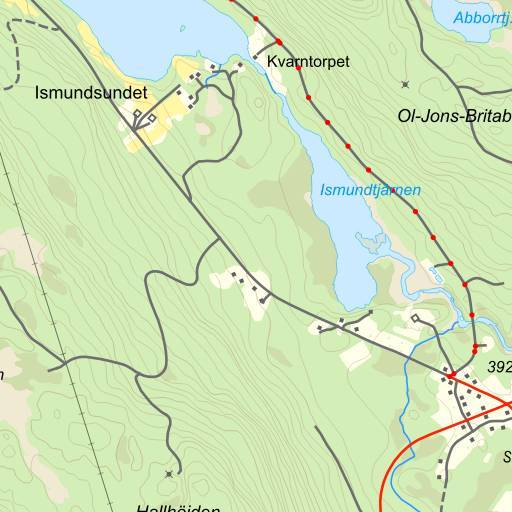 Abborrtj.
Kvarntorpet
Ismundsundet
Ol-Jons-Britab
Ismundtjärnen
392
n
S
Hallhöjden